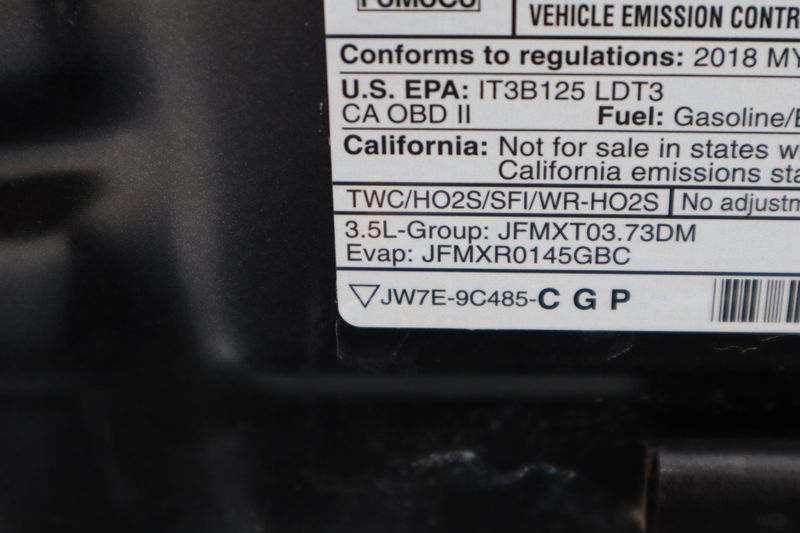 FOMOCO
VEHICLE EMISSION CONTR
Conforms to regulations: 2018 MY
U.S. EPA: IT3B125 LDT3
CA OBD II Fuel: Gasoline/E
California: Not for sale in states w
California emissions sta
TWC/HO2S/SFI/WR-HO2S No adjustm
3.5L-Group: JFMXT03.73DM
Evap: JFMXR0145GBC
JW7E-9C485-C G P